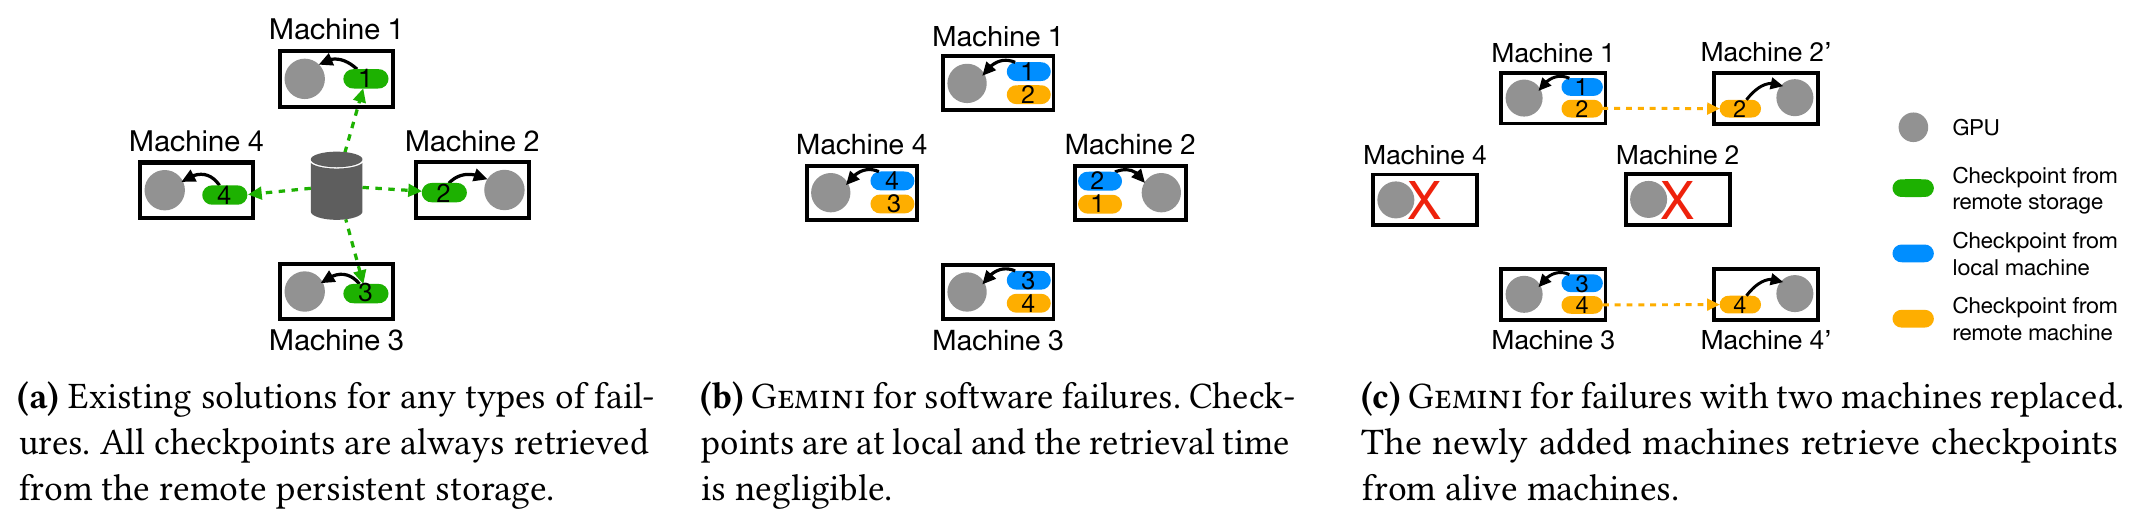 Machine 1
1
Machine 4
4
Machine 2
2
3
Machine 3
(a) Existing solutions for any types of fail-
ures. All checkpoints are always retrieved
from the remote persistent storage.
Machine 1
1
2
Machine 4
4
3
Machine 2
2
1
3
4
Machine 3
(b) GEMINI for software failures. Check-
points are at local and the retrieval time
is negligible.
Machine 1
1
2
Machine 2’
2
Machine 4
X
Machine 2
X
3
4
Machine 3
4
Machine 4’
GPU
Checkpoint from
remote storage
Checkpoint from
local machine
Checkpoint from
remote machine
(c) GEMINI for failures with two machines replaced.
The newly added machines retrieve checkpoints
from alive machines.